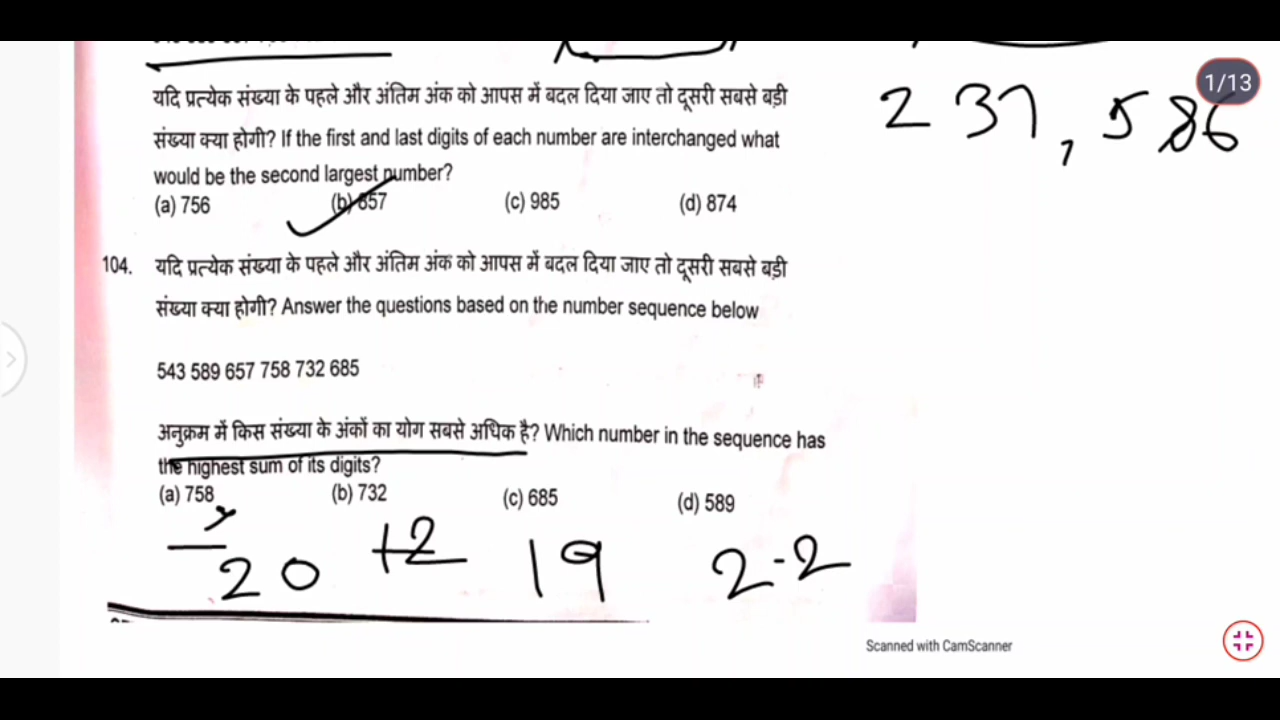 231, 586
1/13
यदि प्रत्येक संख्या के पहले और अंतिम अंक को आपस में बदल दिया जाए तो दूसरी सबसे बड़ी
संख्या क्या होगी? If the first and last digits of each number are interchanged what
would be the second largest number?
(a) 756 (b) 857 (c) 985 (d) 874
104. यदि प्रत्येक संख्या के पहले और अंतिम अंक को आपस में बदल दिया जाए तो दूसरी सबसे बड़ी
संख्या क्या होगी? Answer the questions based on the number sequence below
543 589 657 758 732 685
अनुक्रम में किस संख्या के अंकों का योग सबसे अधिक है? Which number in the sequence has
the highest sum of its digits?
(a) 758 (b) 732 (c) 685 (d) 589
20 12 19 22
Scanned with CamScanner